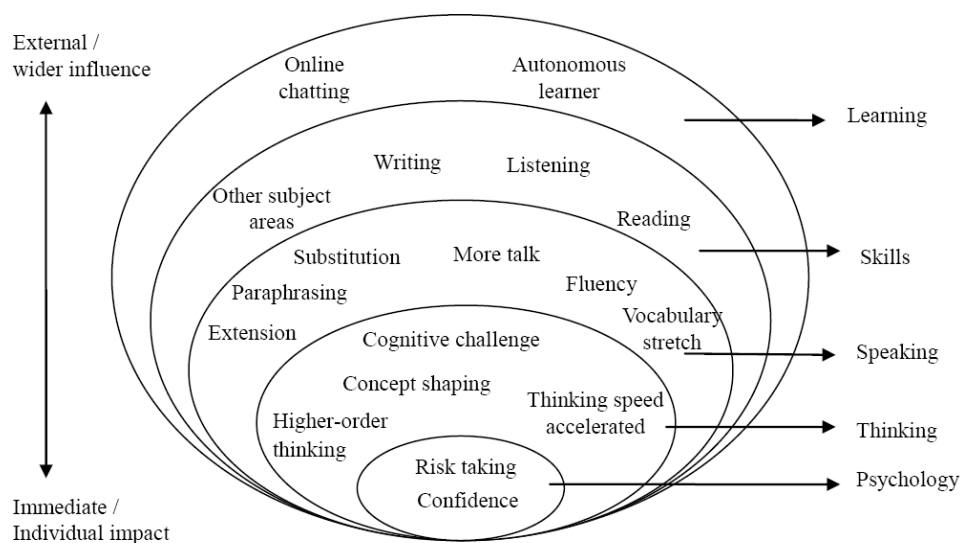 External /
wider influence
Online
chatting
Autonomous
learner
Learning
Writing
Listening
Other subject
areas
Reading
Skills
Substitution
More talk
Fluency
Paraphrasing
Vocabulary
stretch
Extension
Speaking
Cognitive challenge
Concept shaping
Thinking speed
accelerated
Higher-order
thinking
Thinking
Risk taking
Confidence
Psychology
Immediate /
Individual impact